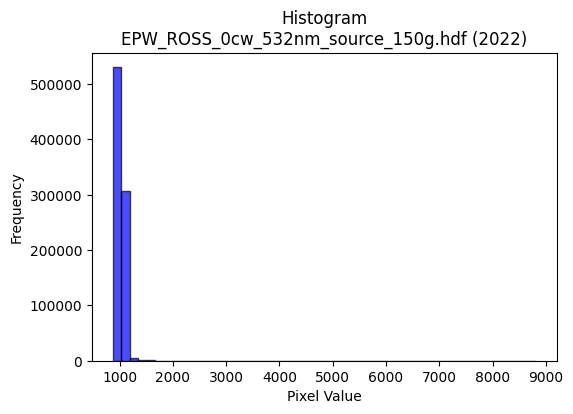 Histogram
EPW_ROSS_0cw_532nm_source_150g.hdf (2022)
500000
400000
300000
200000
100000
0
Frequency
1000 2000 3000 4000 5000 6000 7000 8000 9000
Pixel Value